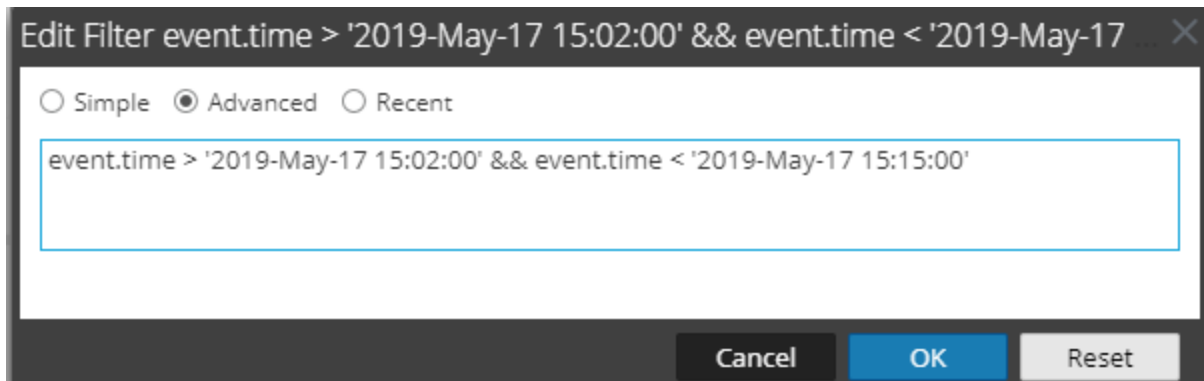 Edit Filter event.time > '2019-May-17 15:02:00' && event.time < '2019-May-17 ...
Simple Advanced Recent
event.time > '2019-May-17 15:02:00' && event.time < '2019-May-17 15:15:00'
Cancel OK Reset